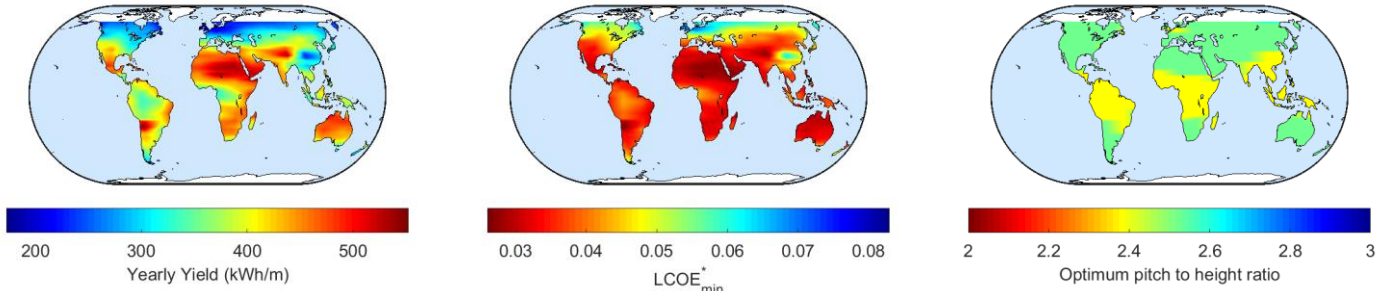 200 300 400 500
Yearly Yield (kWh/m)
0.03 0.04 0.05 0.06 0.07 0.08
LCOE*min
2 2.2 2.4 2.6 2.8 3
Optimum pitch to height ratio